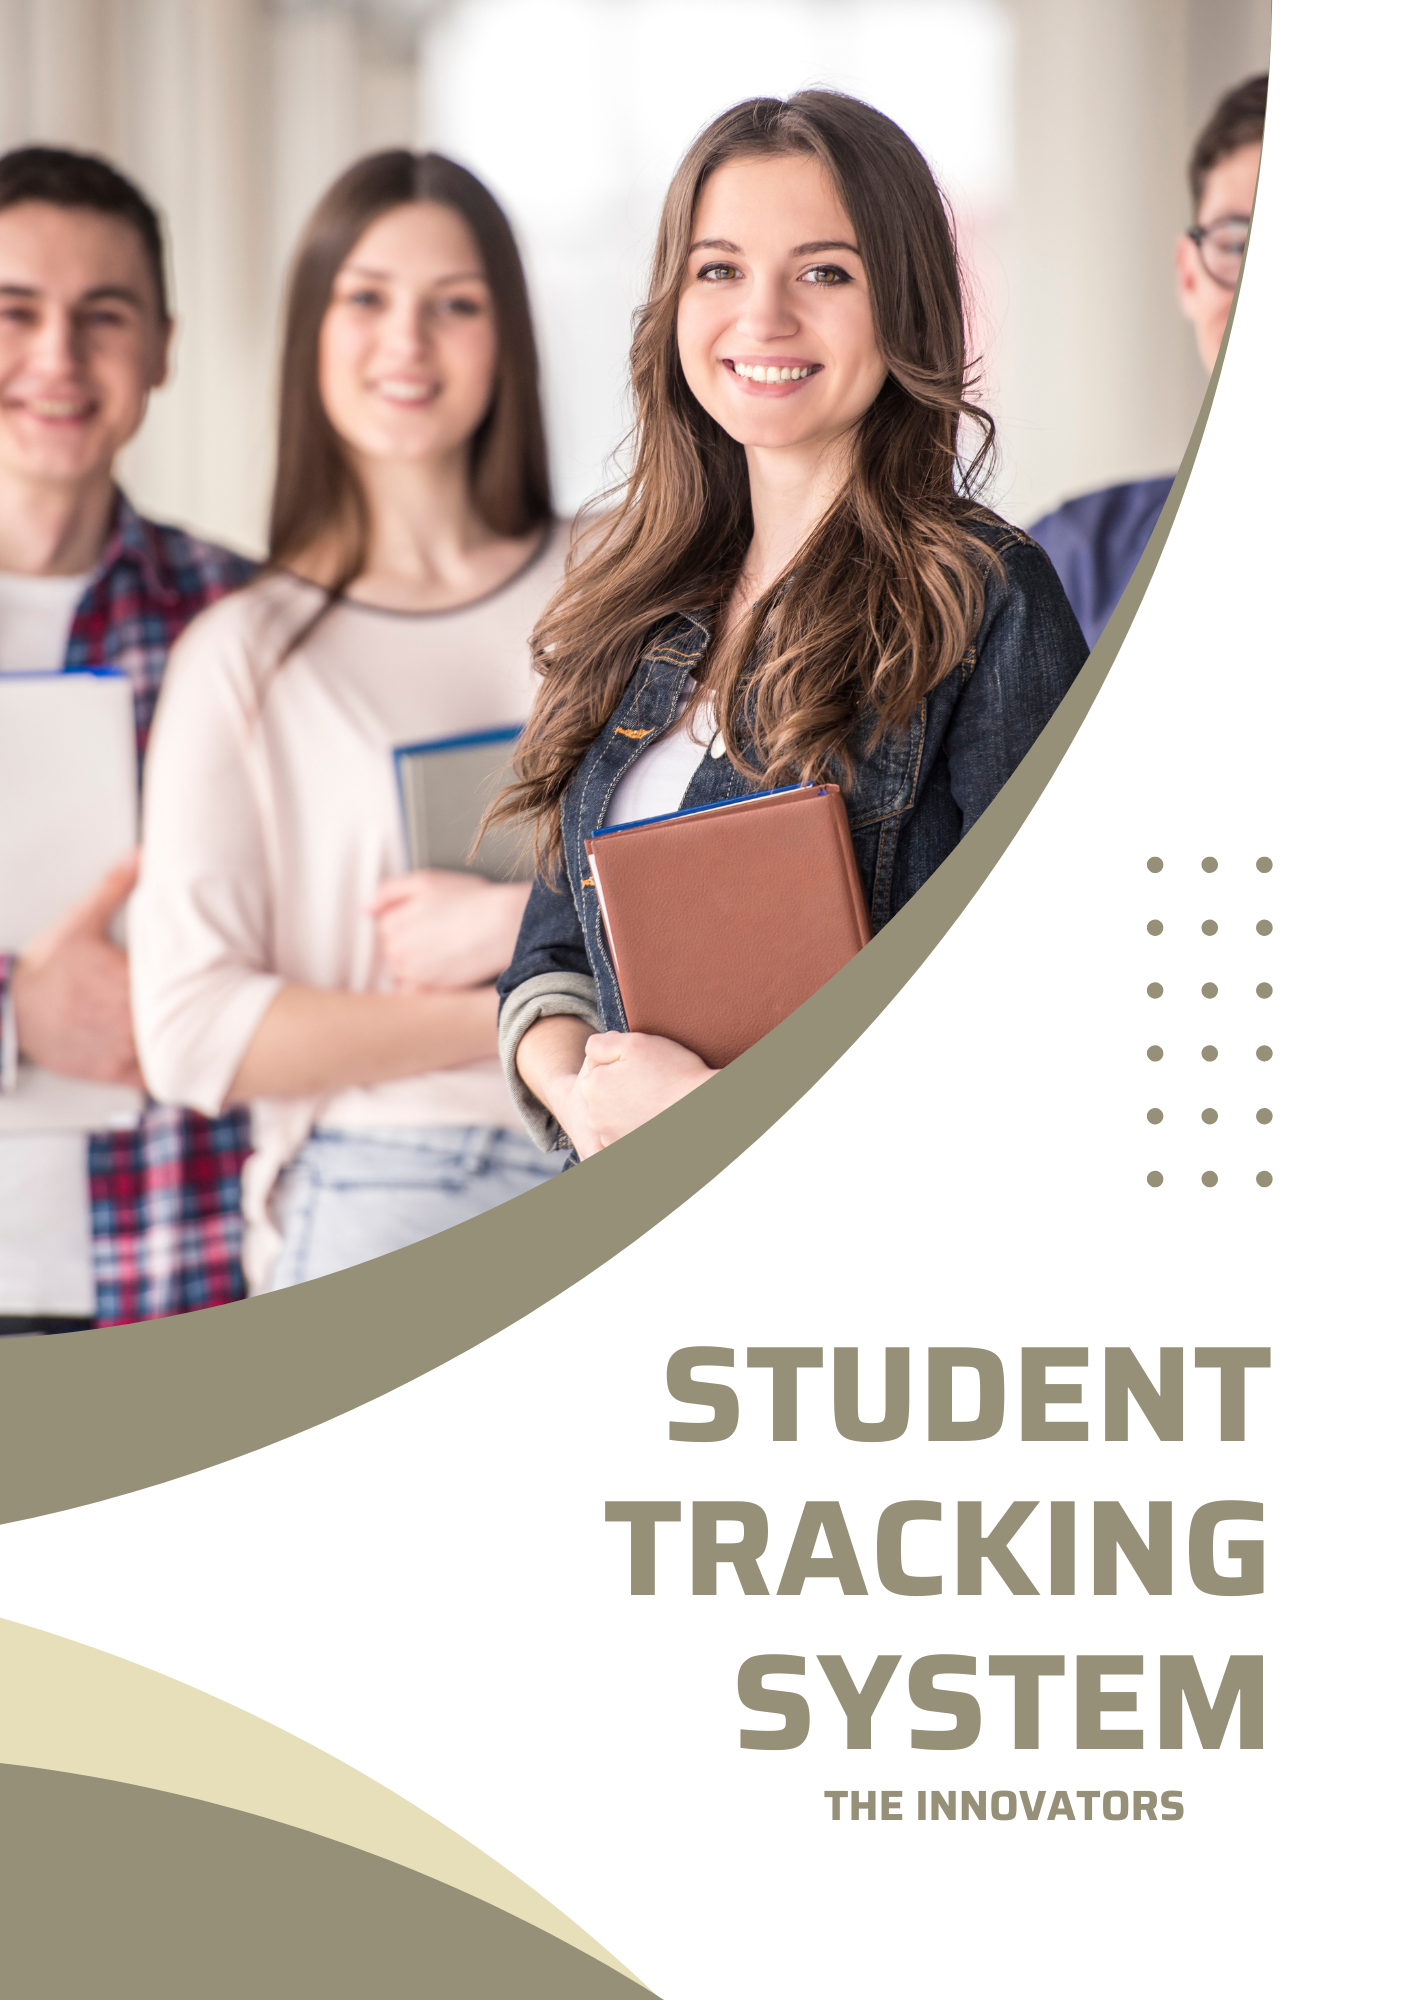 STUDENT
TRACKING
SYSTEM
THE INNOVATORS